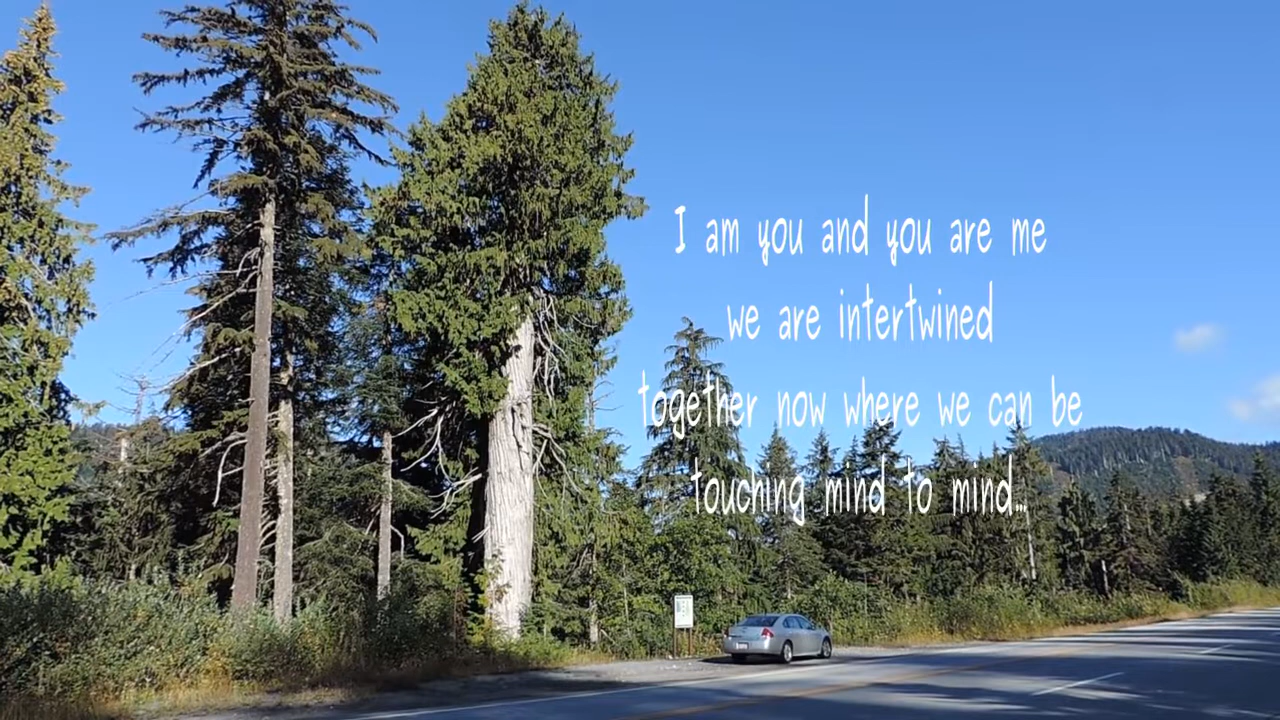 I am you and you are me
we are intertwined
together now where we can be
touching mind to mind...